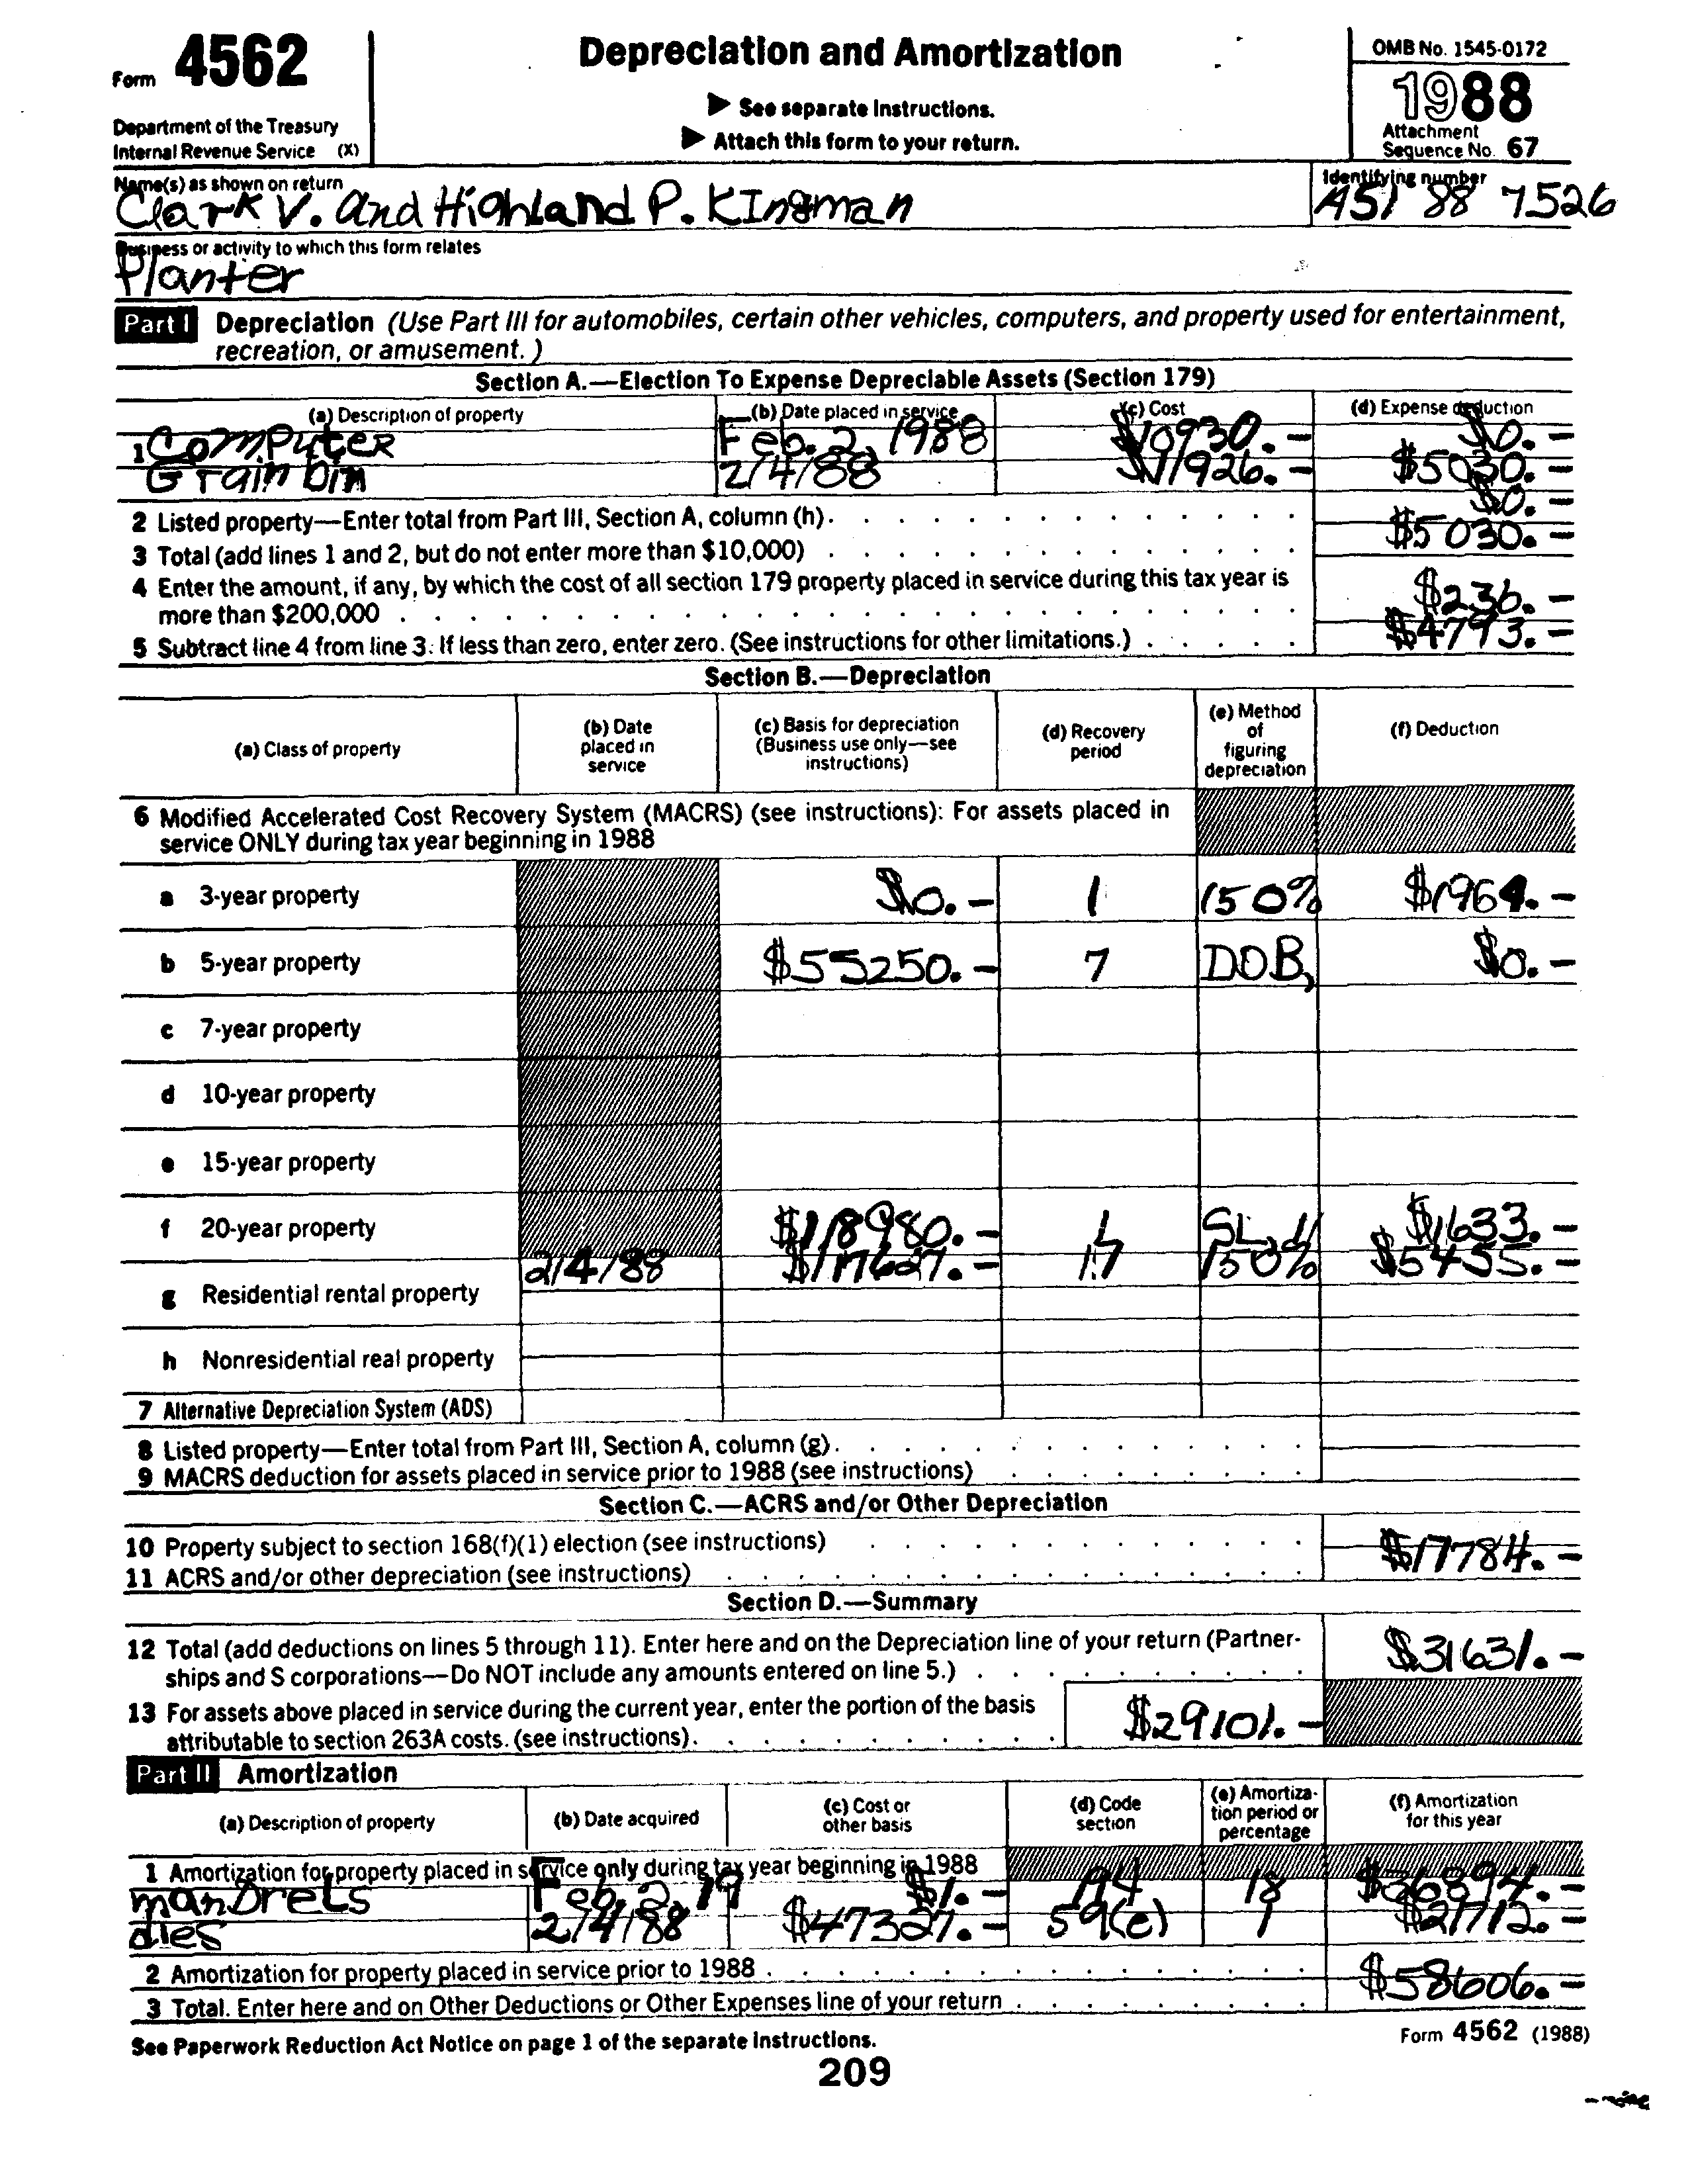 Form 4562
Depreciation and Amortization
OMB No. 1545-0172
1988
Department of the Treasury
Internal Revenue Service (X)
▶ See separate Instructions.
▶ Attach this form to your return.
Attachment
Sequence No. 67
Name(s) as shown on return
Identifying number
Clark V. and Highland P. KIngman
A51 88 7526
Business or activity to which this form relates
Planter
Part I Depreciation (Use Part III for automobiles, certain other vehicles, computers, and property used for entertainment,
recreation, or amusement.)
Section A.—Election To Expense Depreciable Assets (Section 179)
(a) Description of property (b) Date placed in service (c) Cost (d) Expense deduction
1 Computer Feb. 2, 1988 $10930.- $0.-
Grain bin 2/4/88 $11926.- $5030.-
2 Listed property—Enter total from Part III, Section A, column (h). $0.-
3 Total (add lines 1 and 2, but do not enter more than $10,000) $5030.-
4 Enter the amount, if any, by which the cost of all section 179 property placed in service during this tax year is
more than $200,000 $236.-
5 Subtract line 4 from line 3. If less than zero, enter zero. (See instructions for other limitations.) $4793.-
Section B.—Depreciation
(a) Class of property
(b) Date placed in service
(c) Basis for depreciation (Business use only—see instructions)
(d) Recovery period
(e) Method of figuring depreciation
(f) Deduction
6 Modified Accelerated Cost Recovery System (MACRS) (see instructions): For assets placed in
service ONLY during tax year beginning in 1988
a 3-year property $0.- 1 150% $1964.-
b 5-year property $55250.- 7 DOB, $0.-
c 7-year property
d 10-year property
e 15-year property
f 20-year property $118980.- 1 SL, $1633.-
2/4/88 $117627.- 17 150% $5455.-
g Residential rental property
h Nonresidential real property
7 Alternative Depreciation System (ADS)
8 Listed property—Enter total from Part III, Section A, column (g).
9 MACRS deduction for assets placed in service prior to 1988 (see instructions)
Section C.—ACRS and/or Other Depreciation
10 Property subject to section 168(f)(1) election (see instructions)
$17784.-
11 ACRS and/or other depreciation (see instructions)
Section D.—Summary
12 Total (add deductions on lines 5 through 11). Enter here and on the Depreciation line of your return (Partner-
ships and S corporations—Do NOT include any amounts entered on line 5.) $31631.-
13 For assets above placed in service during the current year, enter the portion of the basis
attributable to section 263A costs. (see instructions). $29101.-
Part II Amortization
(a) Description of property
(b) Date acquired
(c) Cost or other basis
(d) Code section
(e) Amortiza-tion period or percentage
(f) Amortization for this year
1 Amortization for property placed in service only during tax year beginning in 1988
manDrels Feb. 2, 19 $1.- 194 18 $36894.-
dies 2/4/88 $47327.- 59(e) 1 $21712.-
2 Amortization for property placed in service prior to 1988
$58606.-
3 Total. Enter here and on Other Deductions or Other Expenses line of your return
See Paperwork Reduction Act Notice on page 1 of the separate instructions.
Form 4562 (1988)
209